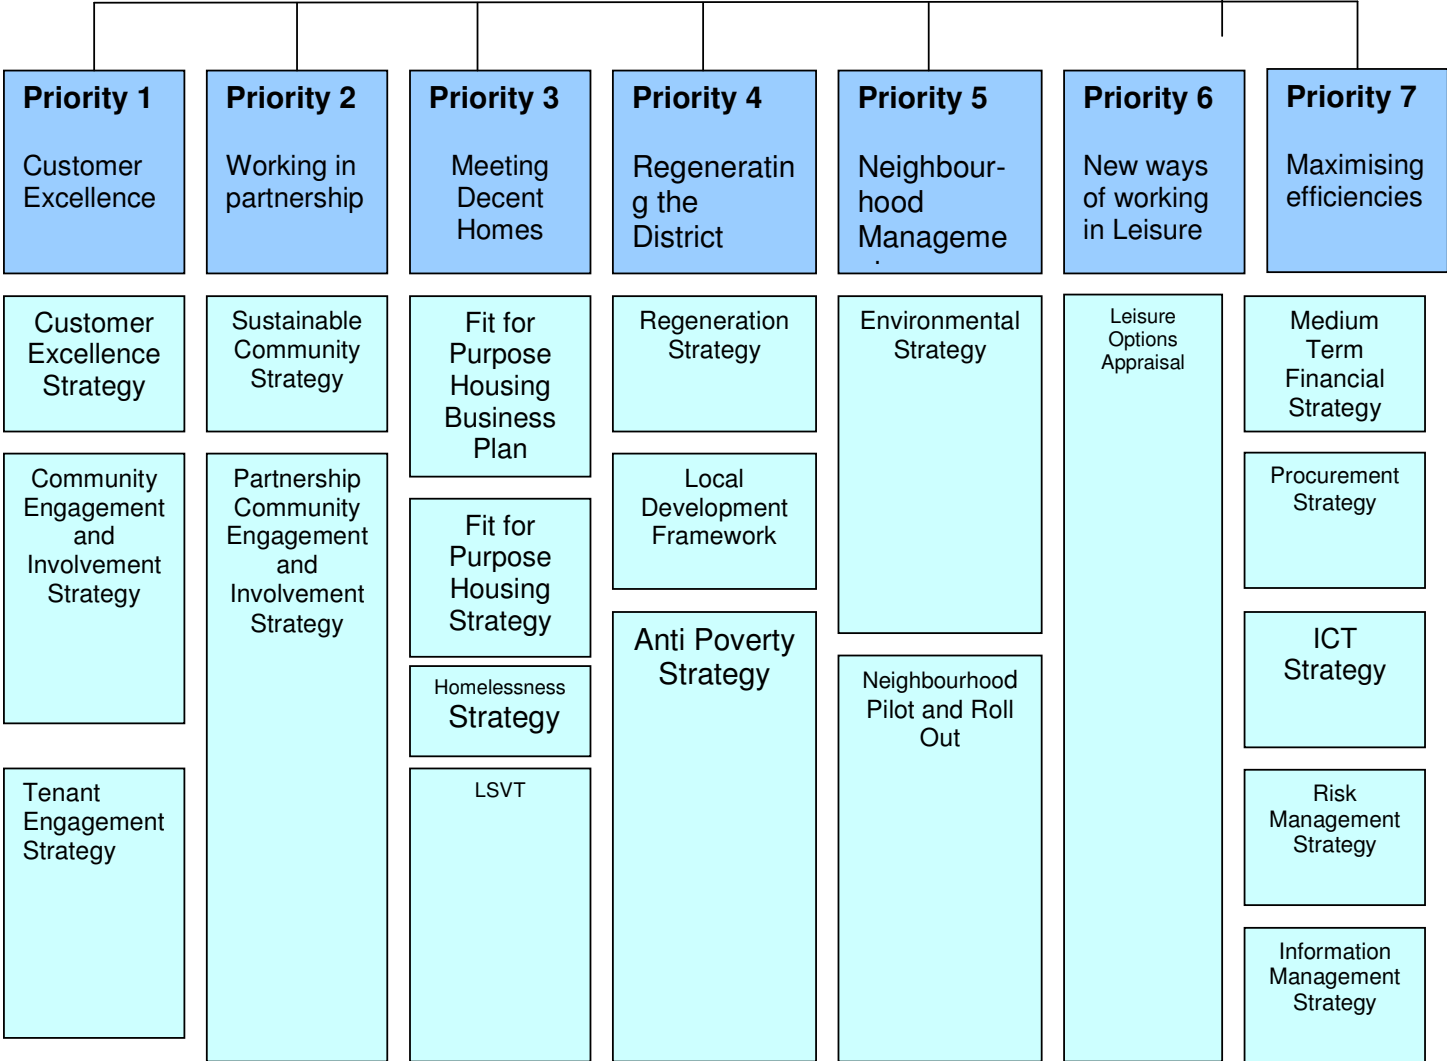 Priority 1
Customer
Excellence
Priority 2
Working in
partnership
Priority 3
Meeting
Decent
Homes
Priority 4
Regeneratin
g the
District
Priority 5
Neighbour-
hood
Manageme
Priority 6
New ways
of working
in Leisure
Priority 7
Maximising
efficiencies
Customer
Excellence
Strategy
Community
Engagement
and
Involvement
Strategy
Tenant
Engagement
Strategy
Sustainable
Community
Strategy
Partnership
Community
Engagement
and
Involvement
Strategy
Fit for
Purpose
Housing
Business
Plan
Fit for
Purpose
Housing
Strategy
Homelessness
Strategy
LSVT
Regeneration
Strategy
Local
Development
Framework
Anti Poverty
Strategy
Environmental
Strategy
Neighbourhood
Pilot and Roll
Out
Leisure
Options
Appraisal
Medium
Term
Financial
Strategy
Procurement
Strategy
ICT
Strategy
Risk
Management
Strategy
Information
Management
Strategy